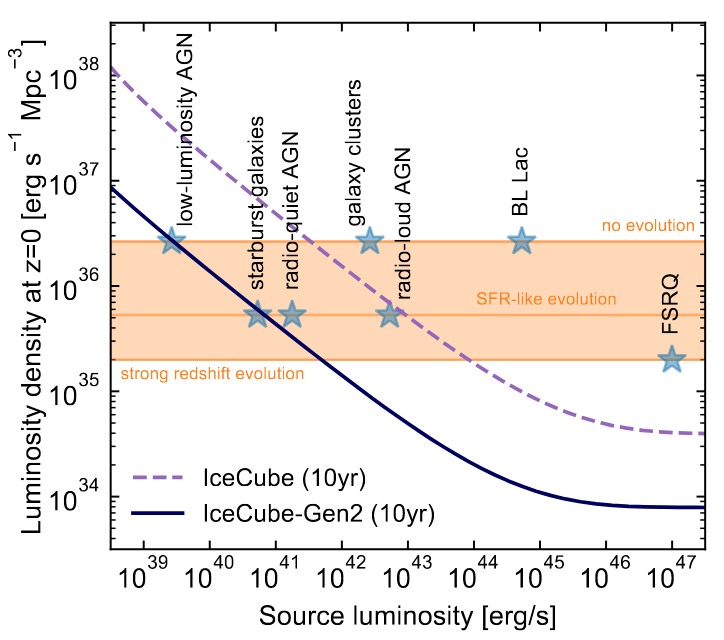 Luminosity density at z=0 [erg s⁻¹ Mpc⁻³]
10³⁸
10³⁷
10³⁶
10³⁵
10³⁴
low-luminosity AGN
starburst galaxies
radio-quiet AGN
galaxy clusters
radio-loud AGN
BL Lac
FSRQ
no evolution
SFR-like evolution
strong redshift evolution
IceCube (10yr)
IceCube-Gen2 (10yr)
10³⁹ 10⁴⁰ 10⁴¹ 10⁴² 10⁴³ 10⁴⁴ 10⁴⁵ 10⁴⁶ 10⁴⁷
Source luminosity [erg/s]